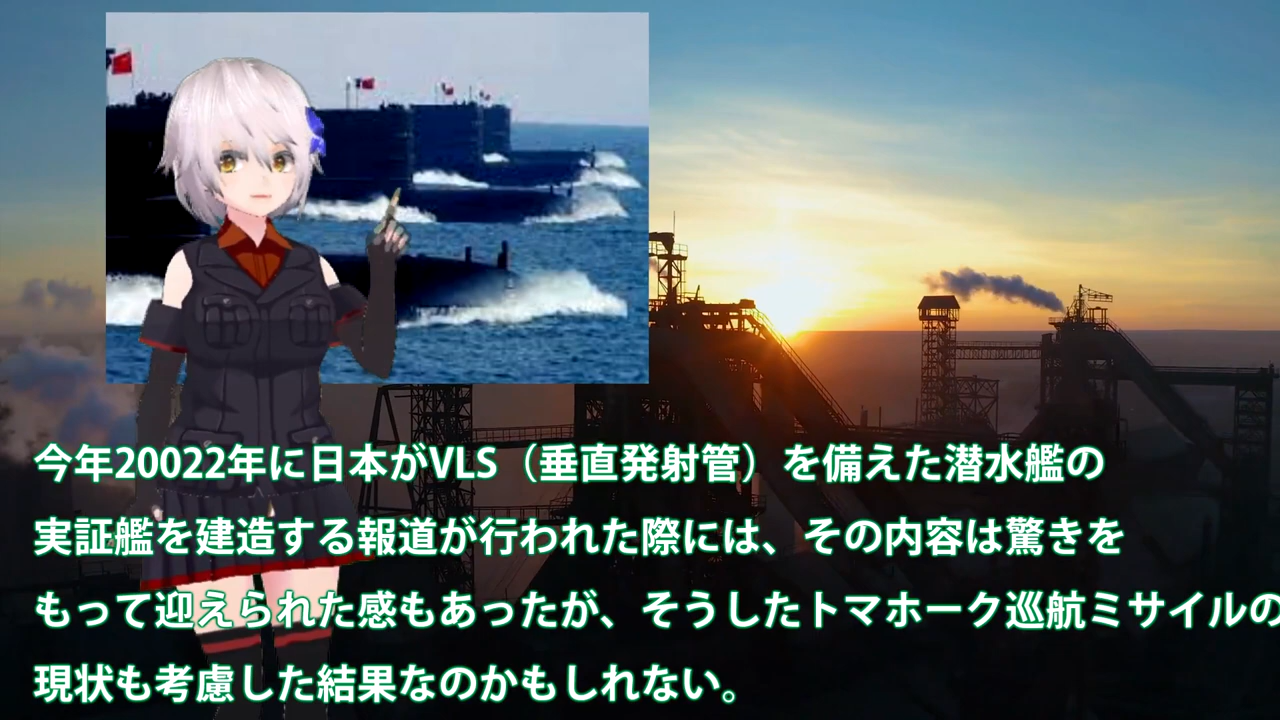 今年20022年に日本がVLS（垂直発射管）を備えた潜水艦の
実証艦を建造する報道が行われた際には、その内容は驚きを
もって迎えられた感もあったが、そうしたトマホーク巡航ミサイルの
現状も考慮した結果なのかもしれない。